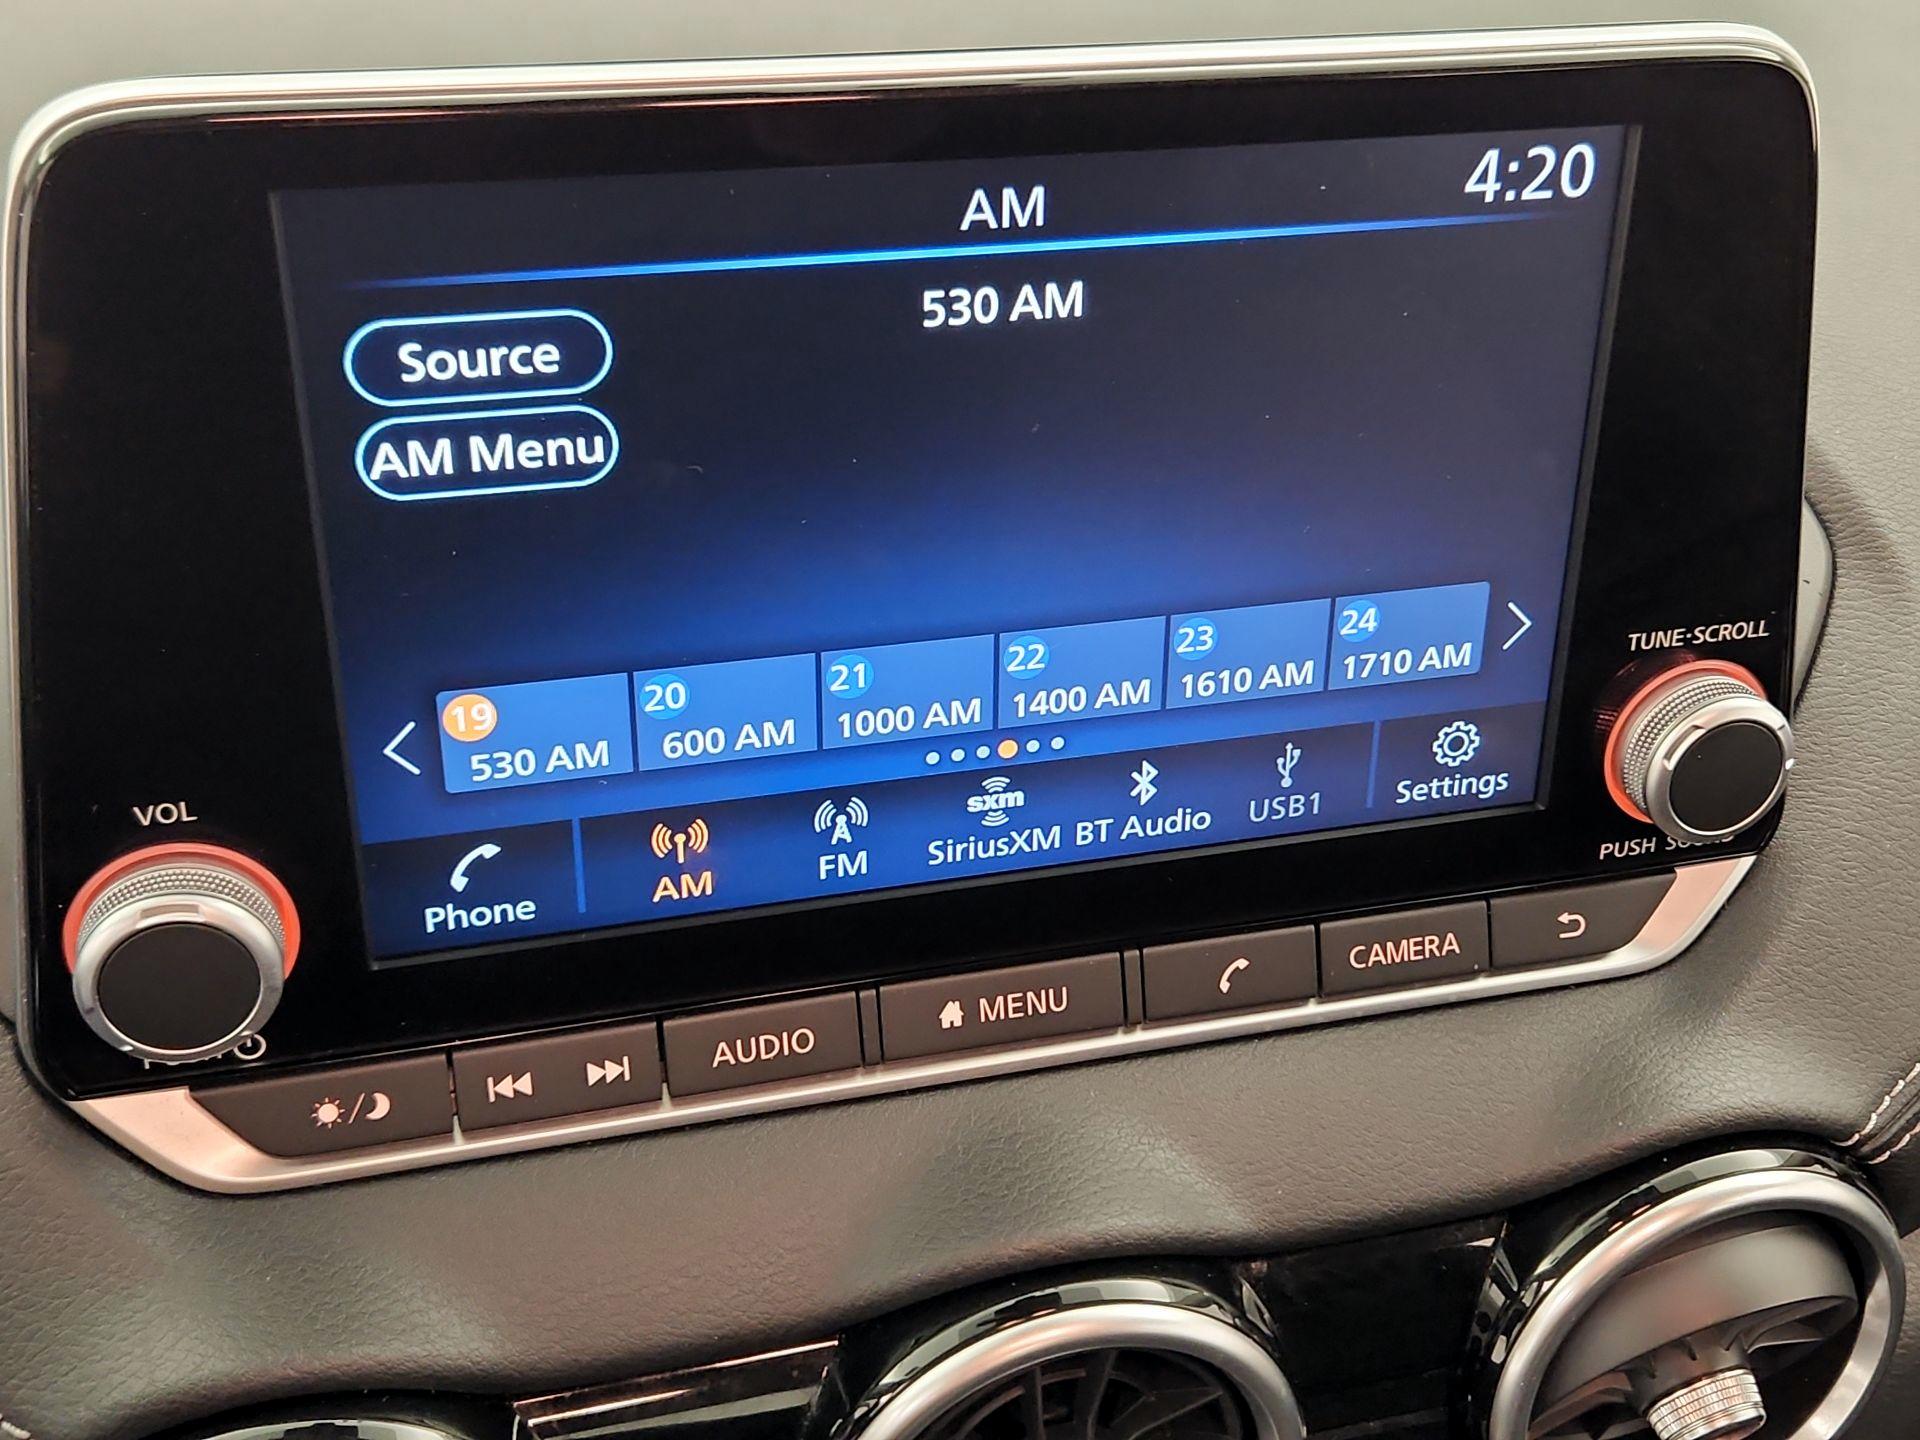 AM
4:20
530 AM
Source
AM Menu
19
530 AM
20
600 AM
21
1000 AM
22
1400 AM
23
1610 AM
24
1710 AM
Phone
AM
FM
sxm
SiriusXM
BT Audio
USB1
Settings
VOL
TUNE·SCROLL
PUSH
AUDIO
MENU
CAMERA